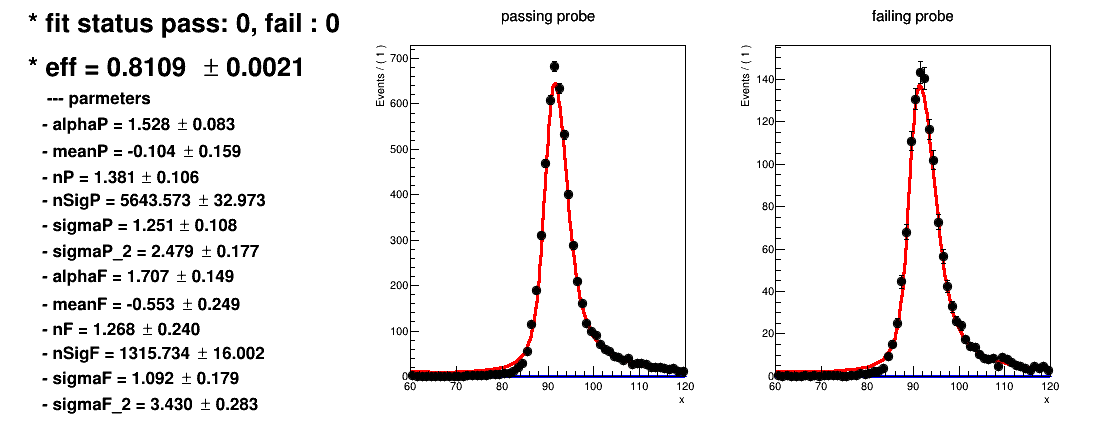 * fit status pass: 0, fail : 0
* eff = 0.8109 ± 0.0021
--- parmeters
- alphaP = 1.528 ± 0.083
- meanP = -0.104 ± 0.159
- nP = 1.381 ± 0.106
- nSigP = 5643.573 ± 32.973
- sigmaP = 1.251 ± 0.108
- sigmaP_2 = 2.479 ± 0.177
- alphaF = 1.707 ± 0.149
- meanF = -0.553 ± 0.249
- nF = 1.268 ± 0.240
- nSigF = 1315.734 ± 16.002
- sigmaF = 1.092 ± 0.179
- sigmaF_2 = 3.430 ± 0.283
passing probe
Events / ( 1 )
700
600
500
400
300
200
100
0
60 70 80 90 100 110 120
x
failing probe
Events / ( 1 )
140
120
100
80
60
40
20
0
60 70 80 90 100 110 120
x